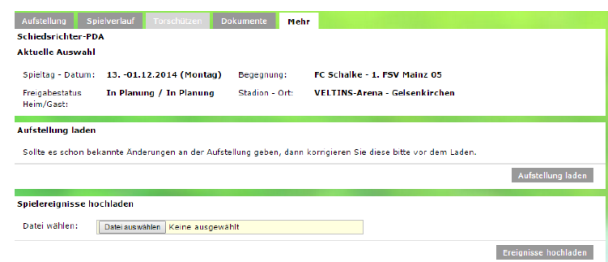 Aufstellung Spielverlauf Torschützen Dokumente Mehr
Schiedsrichter-PDA
Aktuelle Auswahl
Spieltag - Datum: 13. -01.12.2014 (Montag) Begegnung: FC Schalke - 1. FSV Mainz 05
Freigabestatus In Planung / In Planung Stadion - Ort: VELTINS-Arena - Gelsenkirchen
Heim/Gast:
Aufstellung laden
Sollte es schon bekannte Änderungen an der Aufstellung geben, dann korrigieren Sie diese bitte vor dem Laden.
Aufstellung laden
Spielereignisse hochladen
Datei wählen: Datei auswählen Keine ausgewählt
Ereignisse hochladen